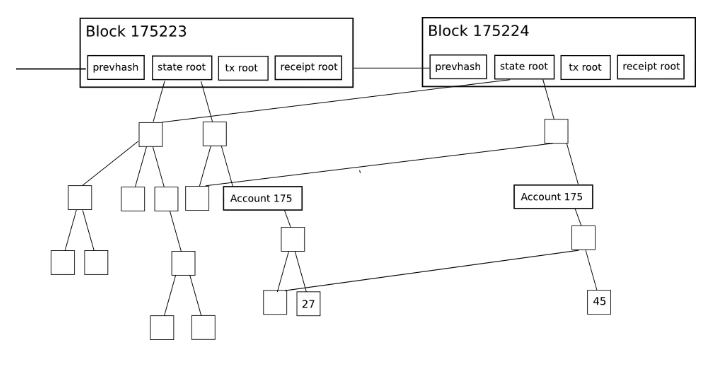 Block 175223
prevhash
state root
tx root
receipt root
Block 175224
prevhash
state root
tx root
receipt root
Account 175
Account 175
27
45